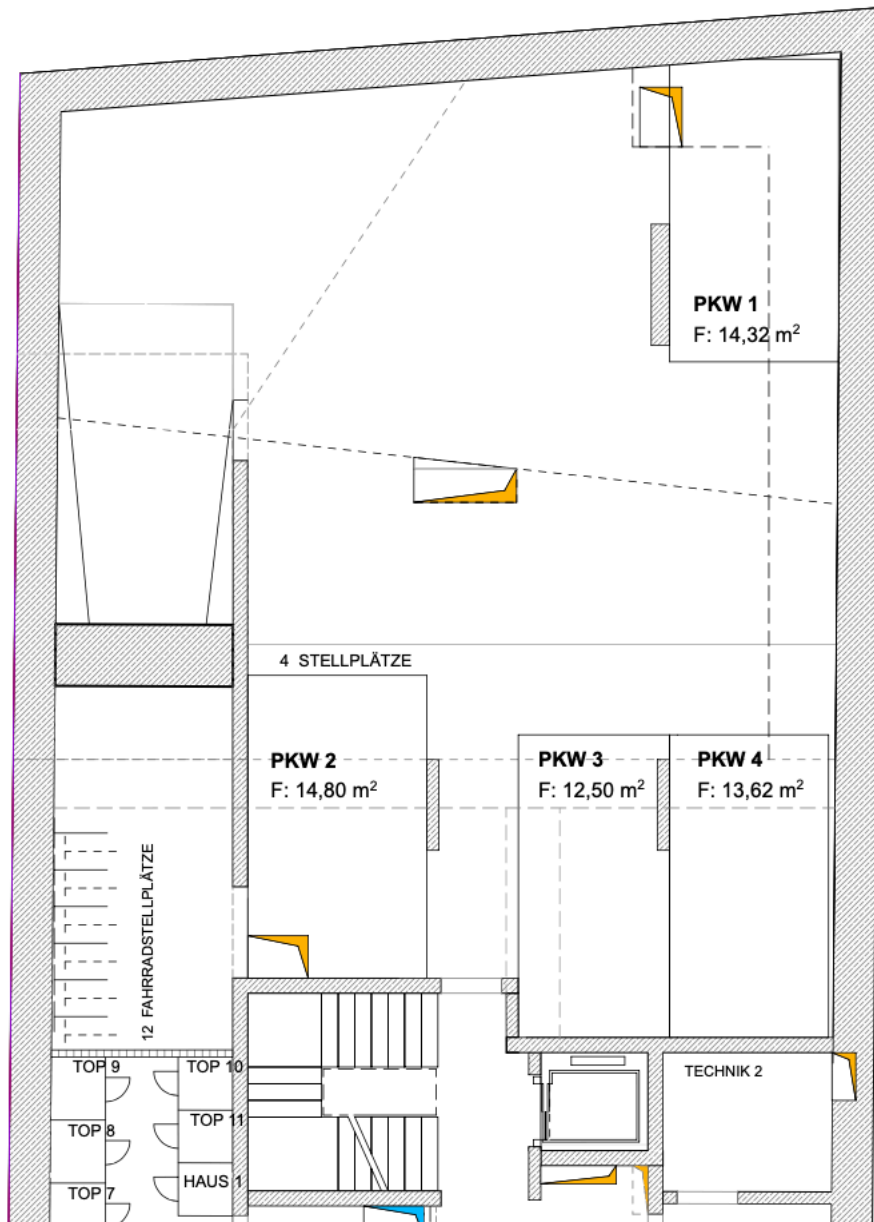 PKW 1
F: 14,32 m²
4 STELLPLÄTZE
PKW 2
F: 14,80 m²
PKW 3
F: 12,50 m²
PKW 4
F: 13,62 m²
12 FAHRRADSTELLPLÄTZE
TOP 9
TOP 10
TECHNIK 2
TOP 8
TOP 11
TOP 7
HAUS 1